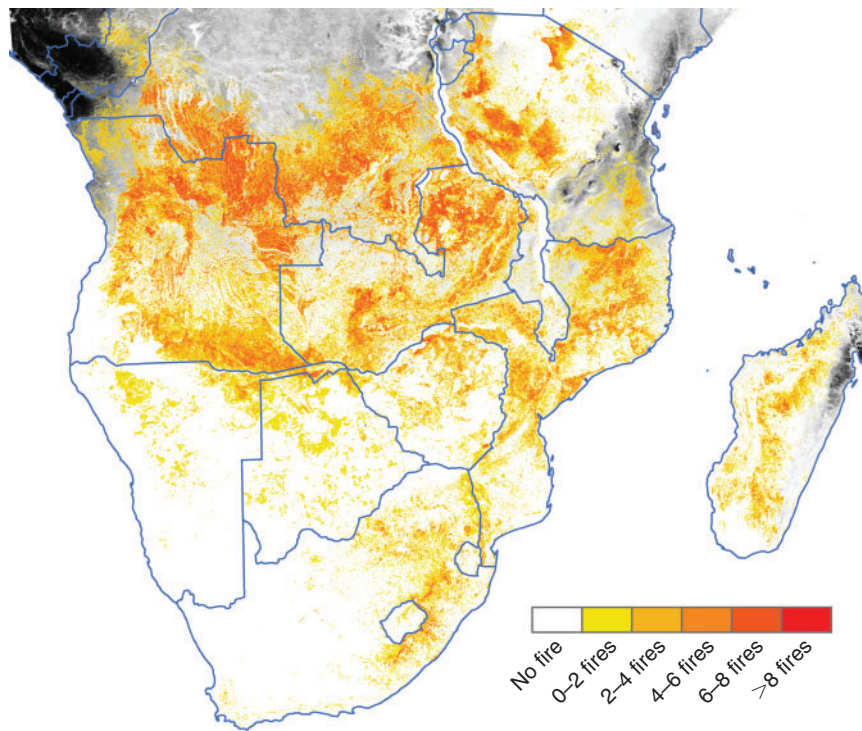 No fire
0–2 fires
2–4 fires
4–6 fires
6–8 fires
>8 fires